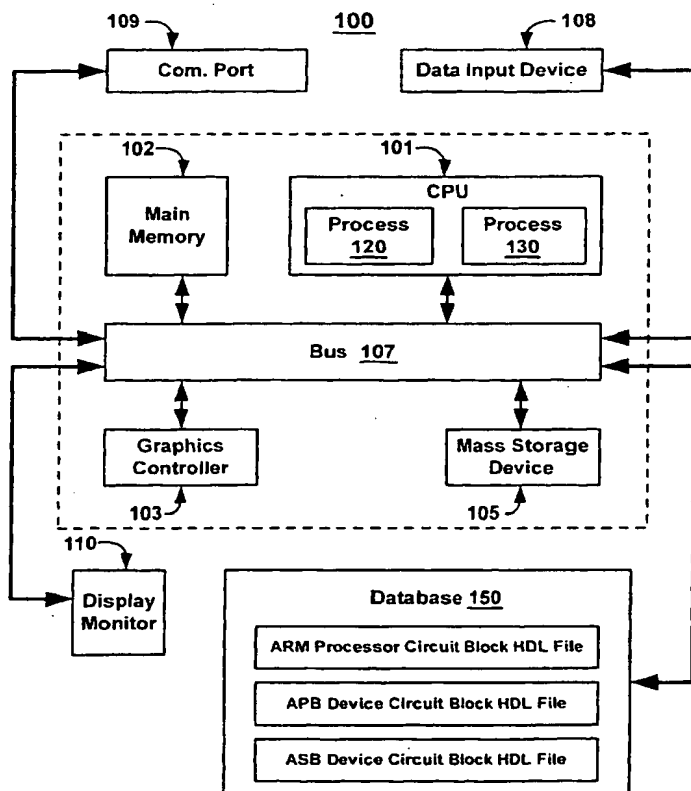 109
100
108
Com. Port
Data Input Device
102
101
Main
Memory
CPU
Process
120
Process
130
Bus 107
Graphics
Controller
Mass Storage
Device
103
105
110
Display
Monitor
Database 150
ARM Processor Circuit Block HDL File
APB Device Circuit Block HDL File
ASB Device Circuit Block HDL File